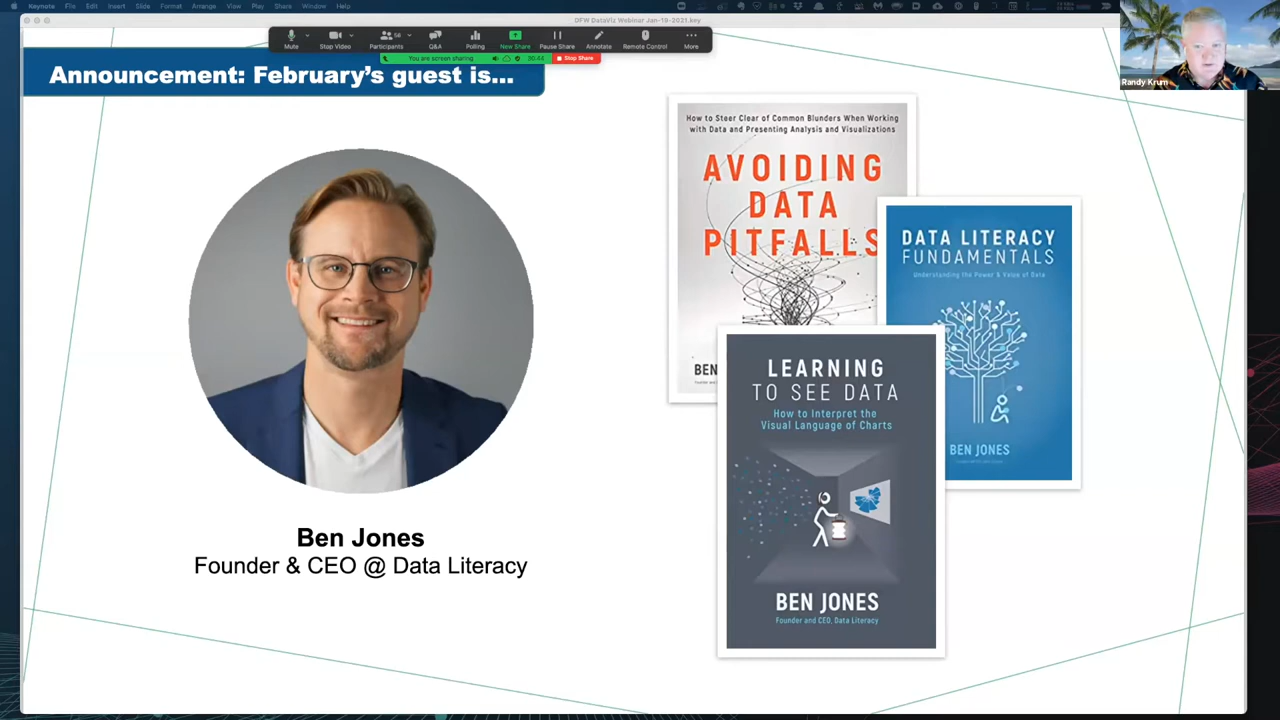 Keynote File Edit Insert Slide Format Arrange View Play Share Window Help
DFW DataViz Webinar Jan-19-2021.key
Mute Stop Video Participants 58 Q&A Polling New Share Pause Share Annotate Remote Control More
You are screen sharing 30:44 Stop Share
Randy Krum
Announcement: February's guest is...
Ben Jones
Founder & CEO @ Data Literacy
How to Steer Clear of Common Blunders When Working
with Data and Presenting Analysis and Visualizations
AVOIDING
DATA
PITFALLS
BEN
DATA LITERACY
FUNDAMENTALS
Understanding the Power & Value of Data
BEN JONES
LEARNING
TO SEE DATA
How to Interpret the
Visual Language of Charts
BEN JONES
Founder and CEO, Data Literacy